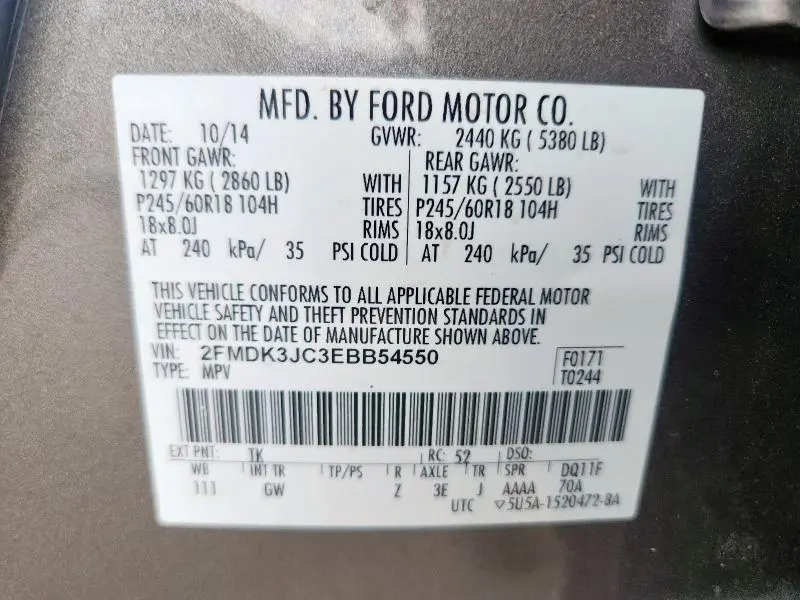 MFD. BY FORD MOTOR CO.
DATE: 10/14 GVWR: 2440 KG ( 5380 LB)
FRONT GAWR: REAR GAWR:
1297 KG ( 2860 LB) WITH 1157 KG ( 2550 LB) WITH
P245/60R18 104H TIRES P245/60R18 104H TIRES
18x8.0J RIMS 18x8.0J RIMS
AT 240 kPa/ 35 PSI COLD AT 240 kPa/ 35 PSI COLD
THIS VEHICLE CONFORMS TO ALL APPLICABLE FEDERAL MOTOR
VEHICLE SAFETY AND THEFT PREVENTION STANDARDS IN
EFFECT ON THE DATE OF MANUFACTURE SHOWN ABOVE.
VIN: 2FMDK3JC3EBB54550 F0171
TYPE: MPV T0244
EXT PNT: TK RC: 52 DSO:
WB INT TR TP/PS R AXLE TR SPR DQ11F
111 GW Z 3E J AAAA 70A
UTC ▽5U5A-1520472-BA